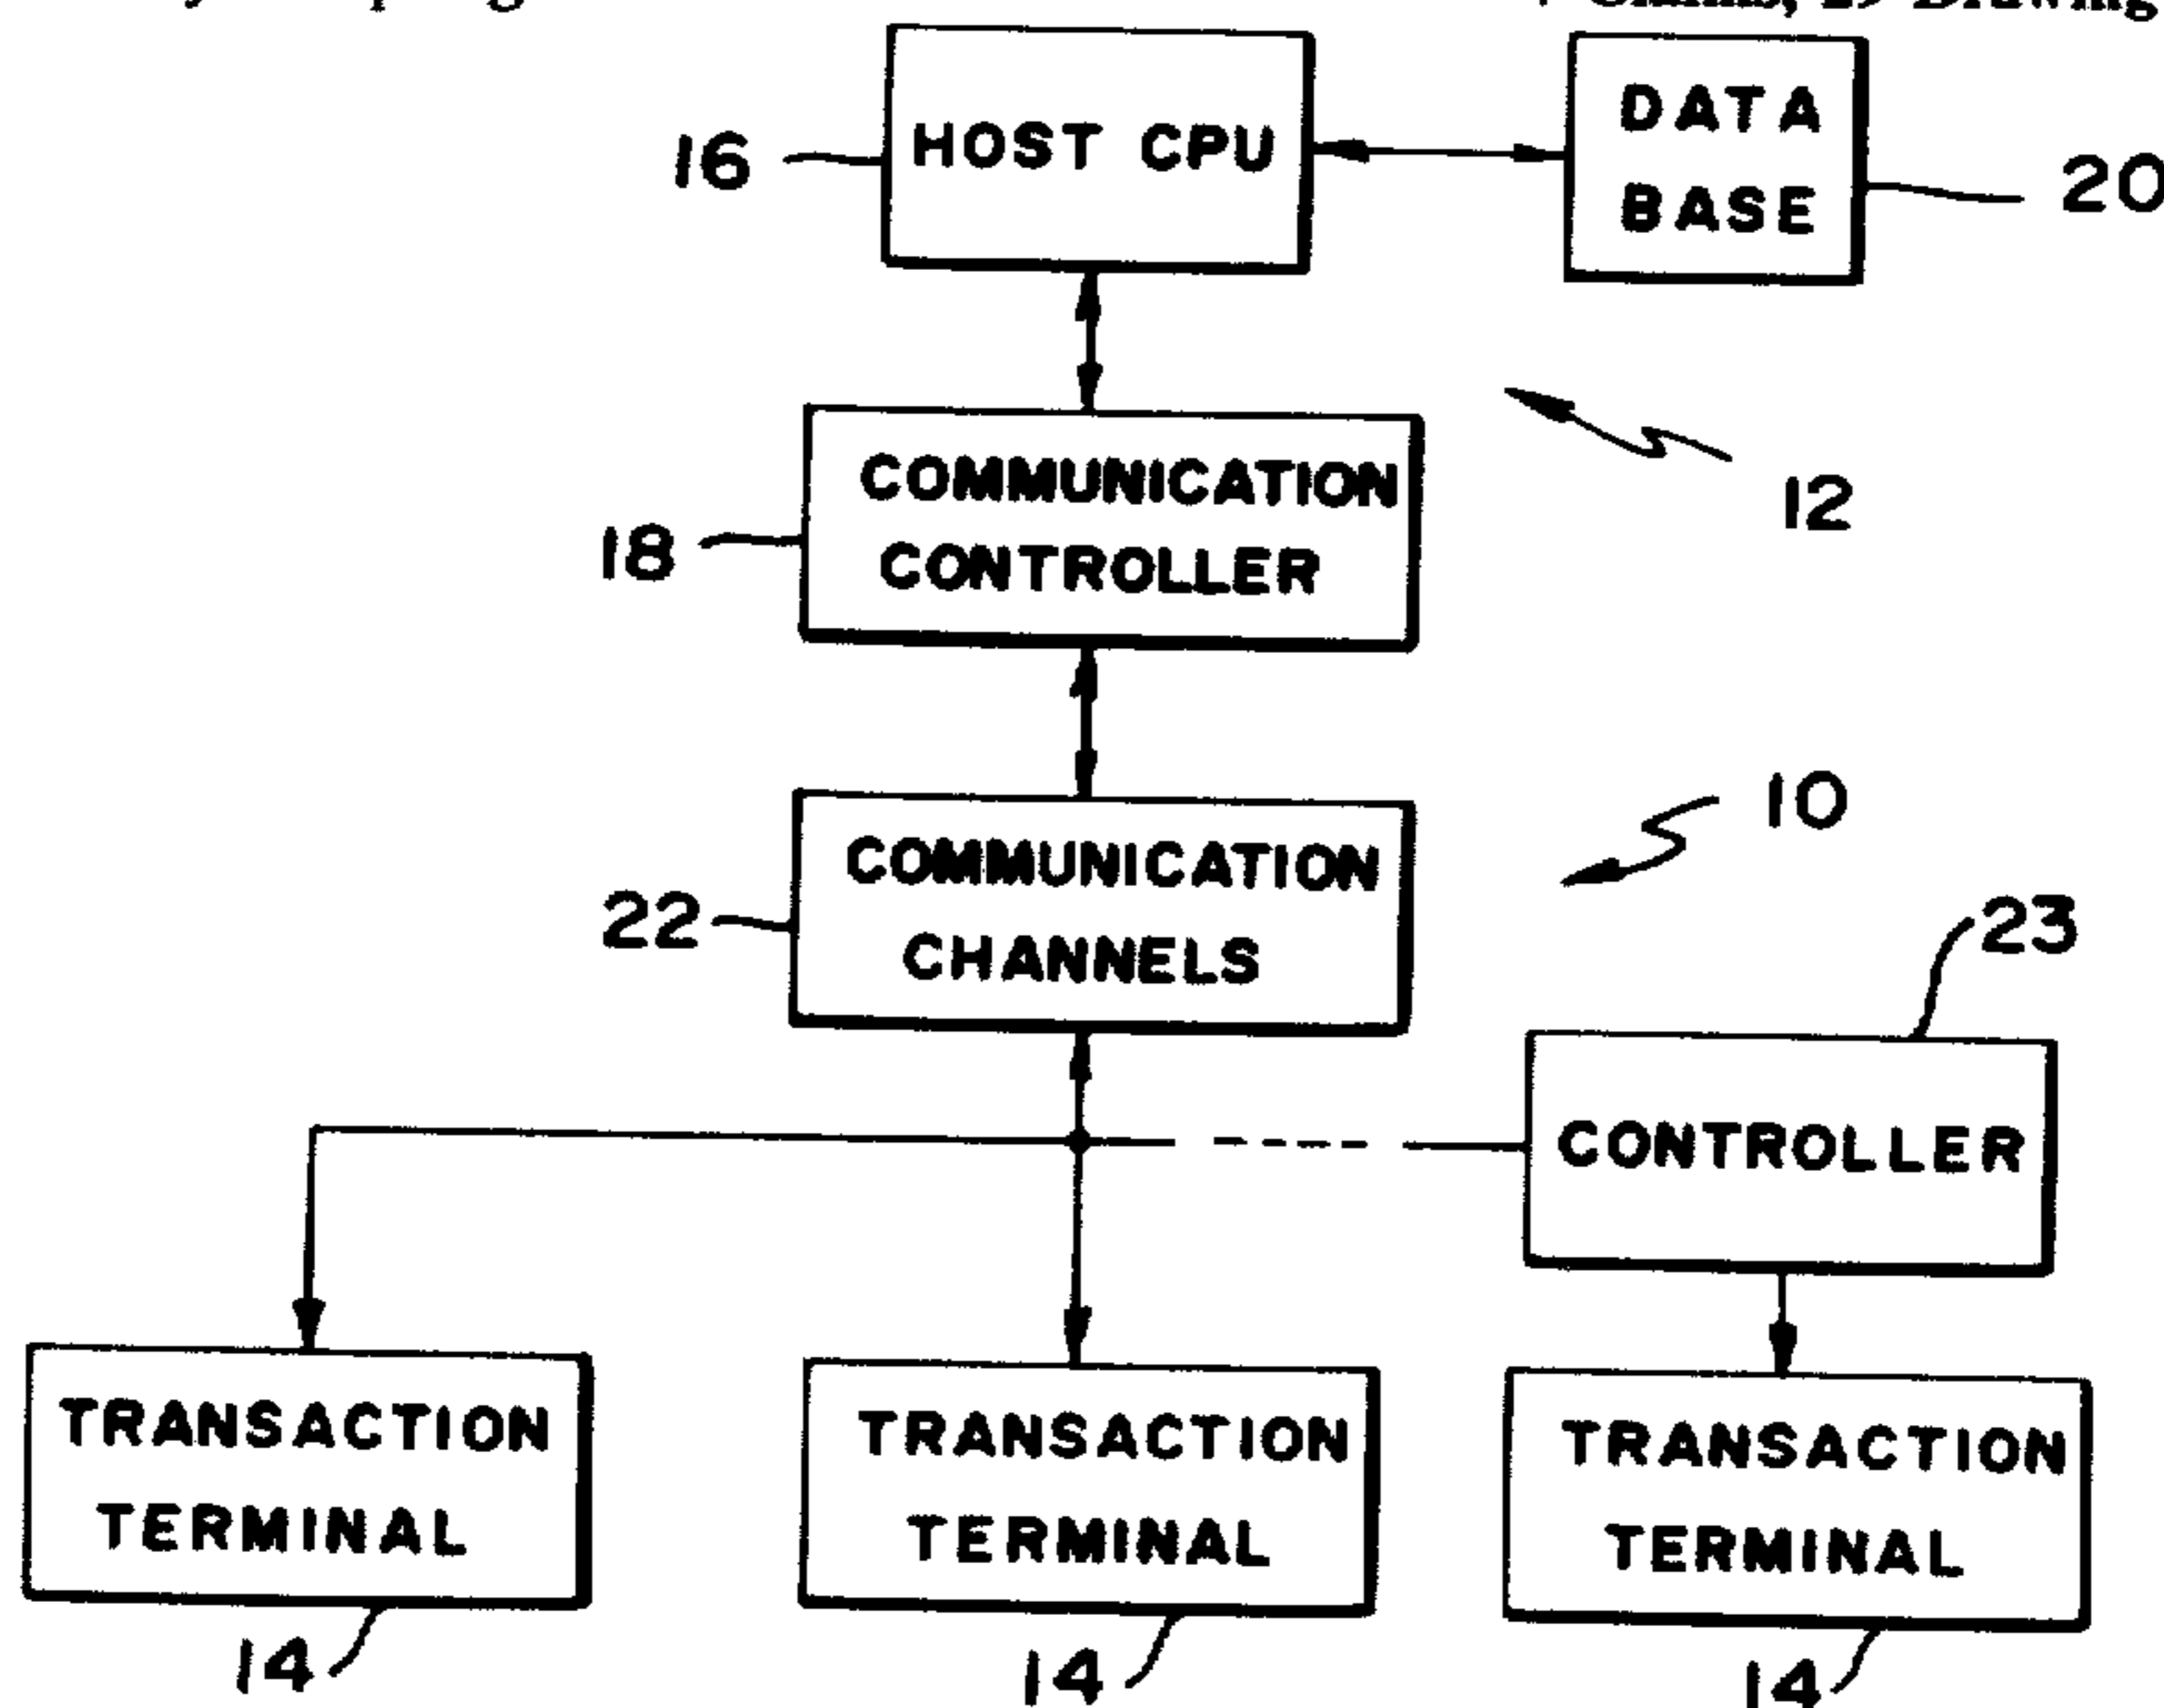 HOST CPU
DATA
BASE
16
20
COMMUNICATION
CONTROLLER
18
12
COMMUNICATION
CHANNELS
22
10
23
CONTROLLER
TRANSACTION
TERMINAL
TRANSACTION
TERMINAL
TRANSACTION
TERMINAL
14
14
14